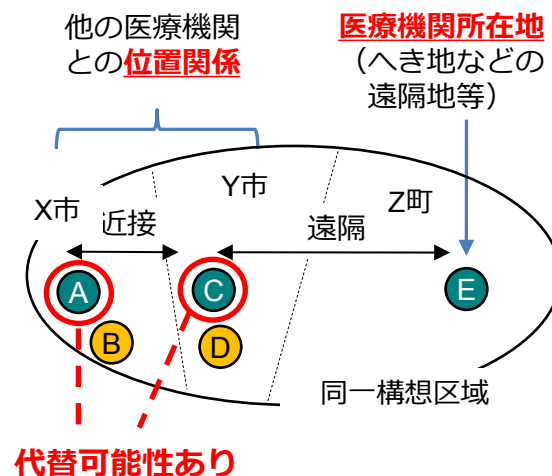 他の医療機関
との位置関係
医療機関所在地
（へき地などの
遠隔地等）
X市
Y市
Z町
近接
遠隔
A
B
C
D
E
同一構想区域
代替可能性あり